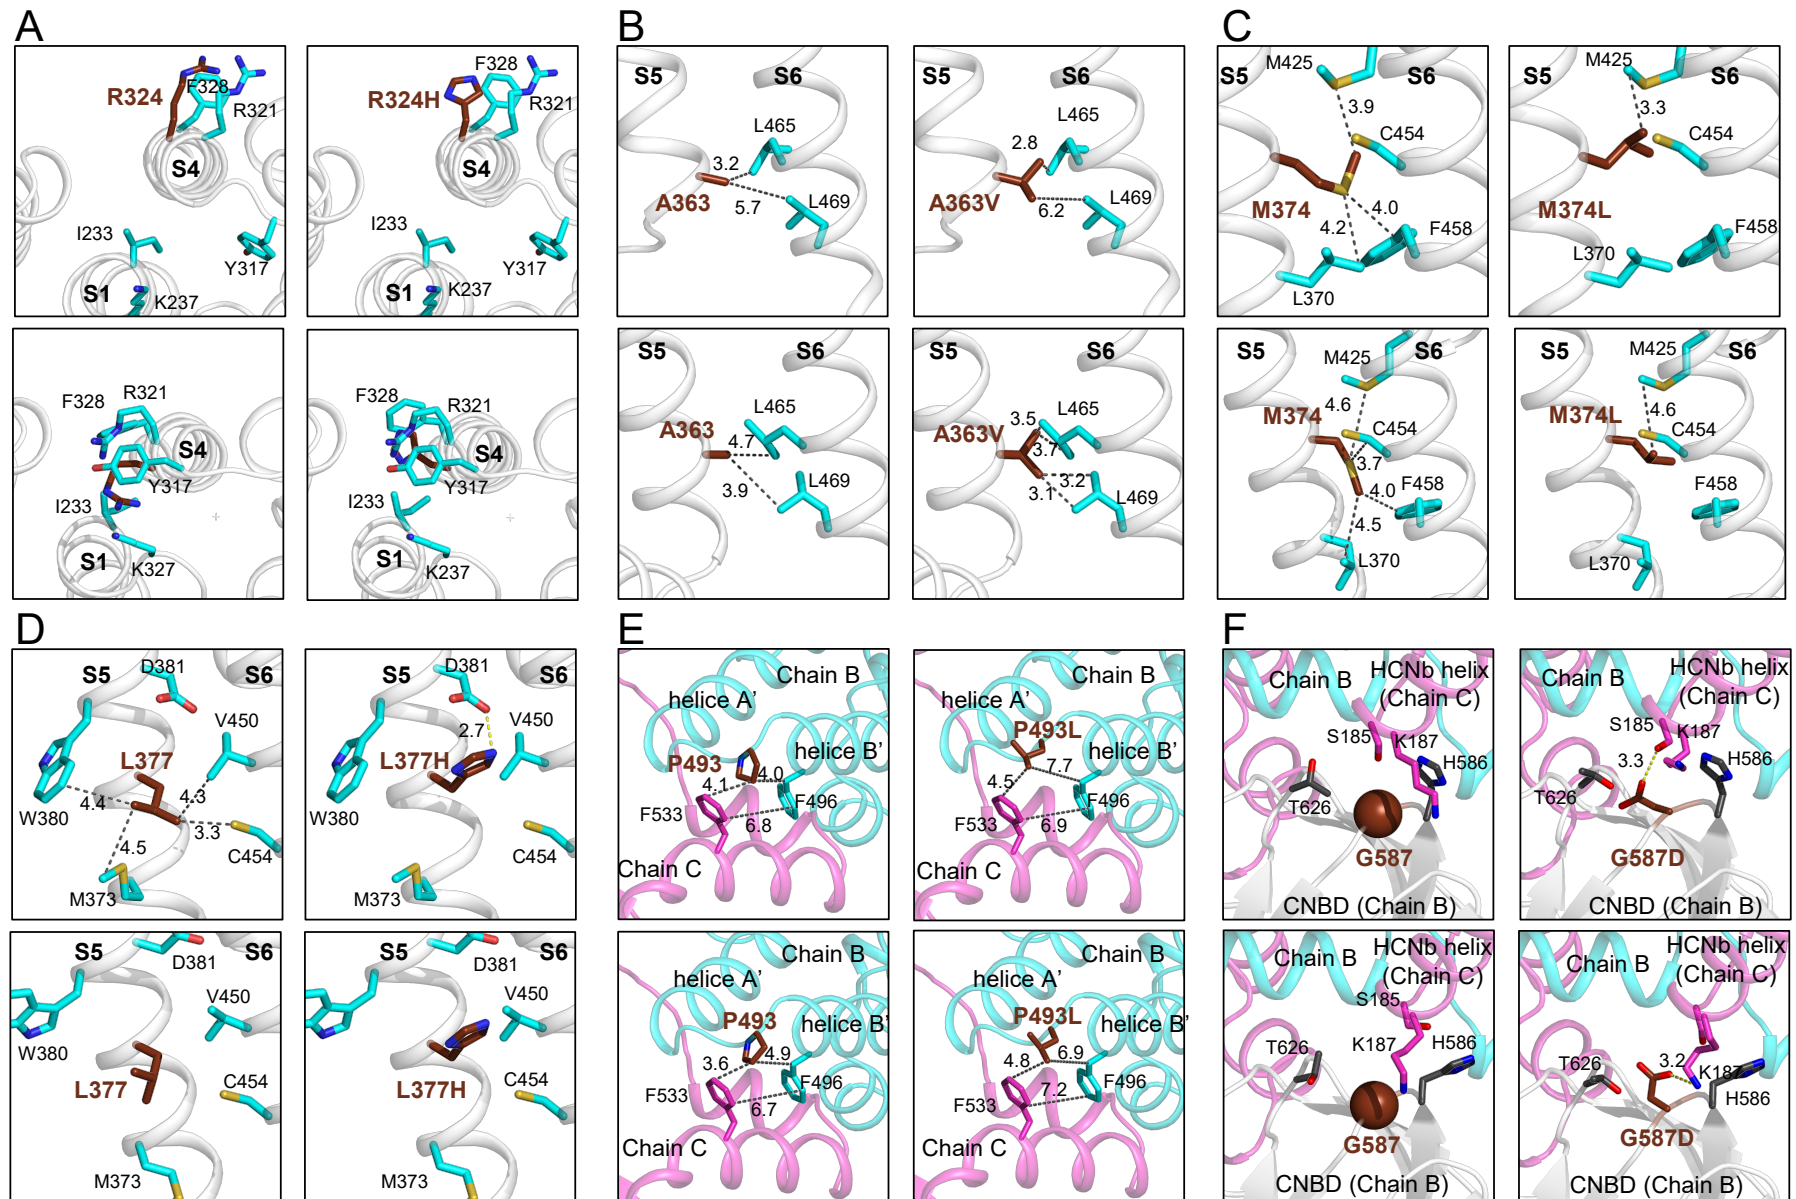 A
R324
F328
R321
S4
I233
Y317
S1
K237
F328
R324H
R321
S4
I233
Y317
S1
K237
F328
R321
S4
Y317
I233
S1
K327
F328
R321
S4
Y317
I233
S1
K237
B
S5
S6
L465
3.2
A363
5.7
L469
S5
S6
L465
2.8
A363V
6.2
L469
S5
S6
L465
A363
4.7
3.9
L469
S5
S6
L465
3.5
A363V
3.7
3.2
3.1
L469
C
M425
S5
S6
3.9
C454
M374
4.0
4.2
F458
L370
M425
S5
S6
3.3
C454
M374L
F458
L370
S5
M425
S6
4.6
M374
C454
3.7
4.0
F458
4.5
L370
S5
M425
S6
4.6
M374L
C454
F458
L370
D
S5
D381
S6
V450
L377
4.3
4.4
W380
3.3
4.5
C454
M373
S5
D381
S6
V450
2.7
L377H
W380
C454
M373
S5
S6
D381
V450
W380
L377
C454
M373
S5
S6
D381
V450
W380
L377H
C454
M373
E
Chain B
helice A’
helice B’
P493
4.1
4.0
F496
F533
6.8
Chain C
Chain B
helice A’
P493L
helice B’
7.7
4.5
F496
F533
6.9
Chain C
Chain B
helice A’
P493
helice B’
4.9
3.6
F496
F533
6.7
Chain C
Chain B
helice A’
P493L
helice B’
6.9
4.8
F496
F533
7.2
Chain C
F
HCNb helix
Chain B
(Chain C)
S185
K187
H586
T626
G587
CNBD (Chain B)
HCNb helix
Chain B
(Chain C)
S185
K187
3.3
H586
T626
G587D
CNBD (Chain B)
HCNb helix
Chain B
(Chain C)
S185
K187
H586
T626
G587
CNBD (Chain B)
HCNb helix
Chain B
(Chain C)
T626
3.2
K187
H586
G587D
CNBD (Chain B)